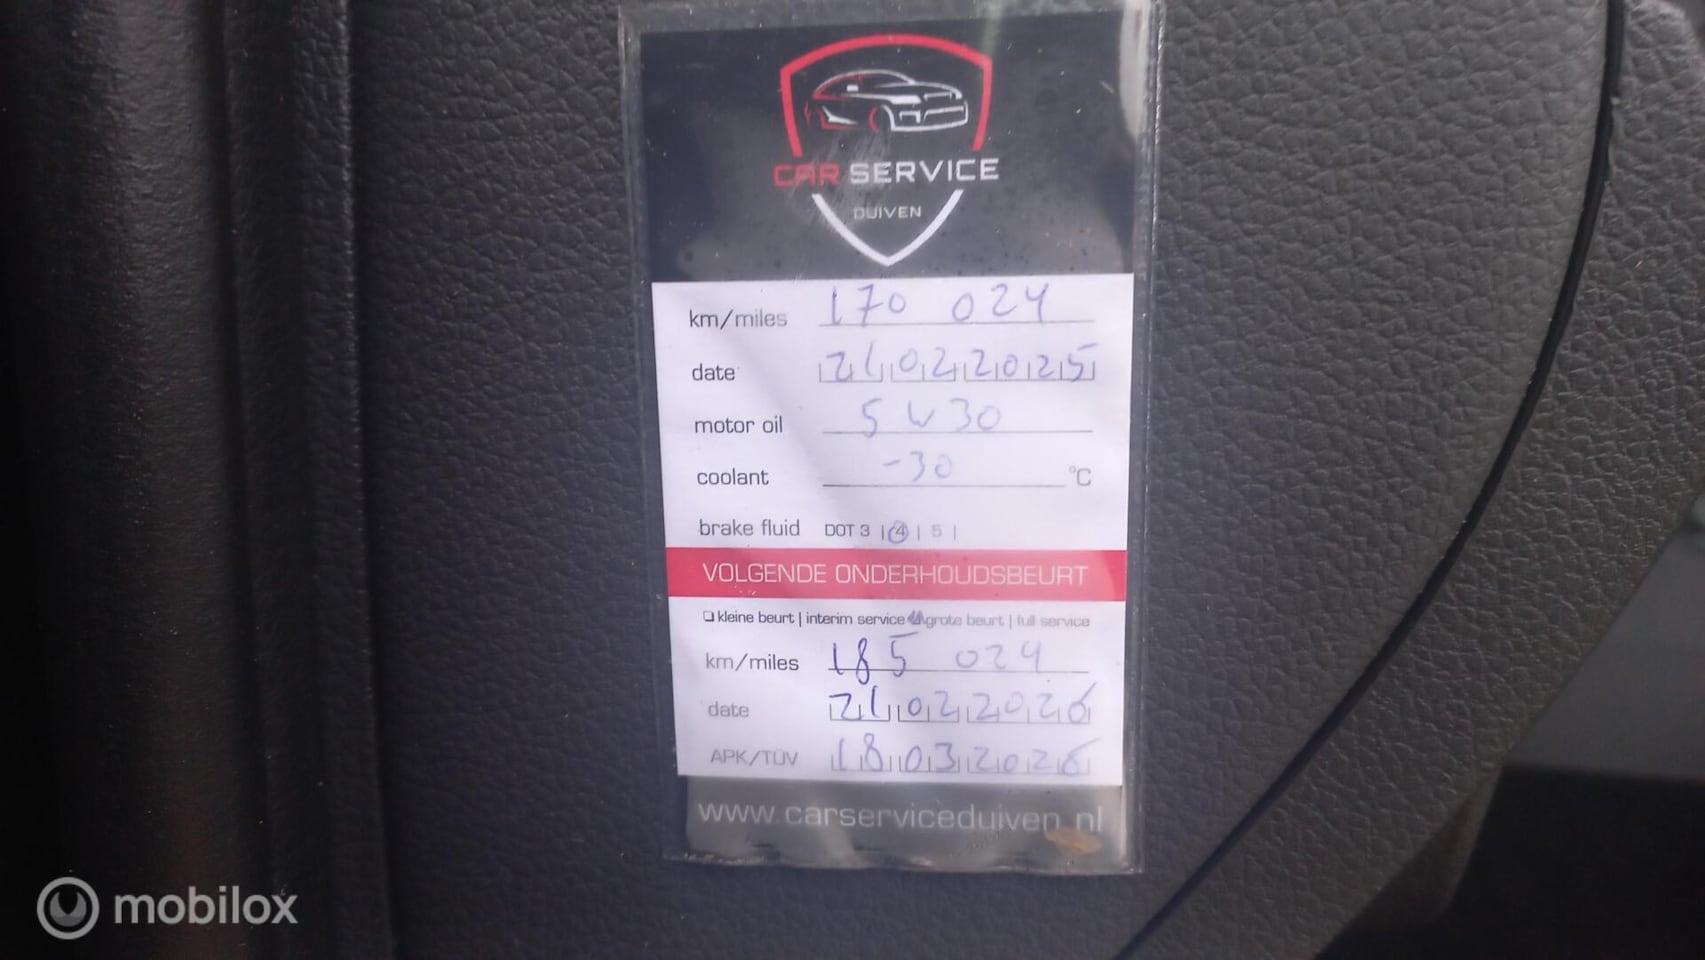 CAR SERVICE
DUIVEN
km/miles 170 024
date 21 02 2025
motor oil 5W30
coolant -30 °C
brake fluid DOT 3 | 4 | 5 |
VOLGENDE ONDERHOUDSBEURT
kleine beurt | interim service grote beurt | full service
km/miles 185 024
date 21 02 2026
APK/TÜV 18 03 2026
www.carserviceduiven.nl
mobilox